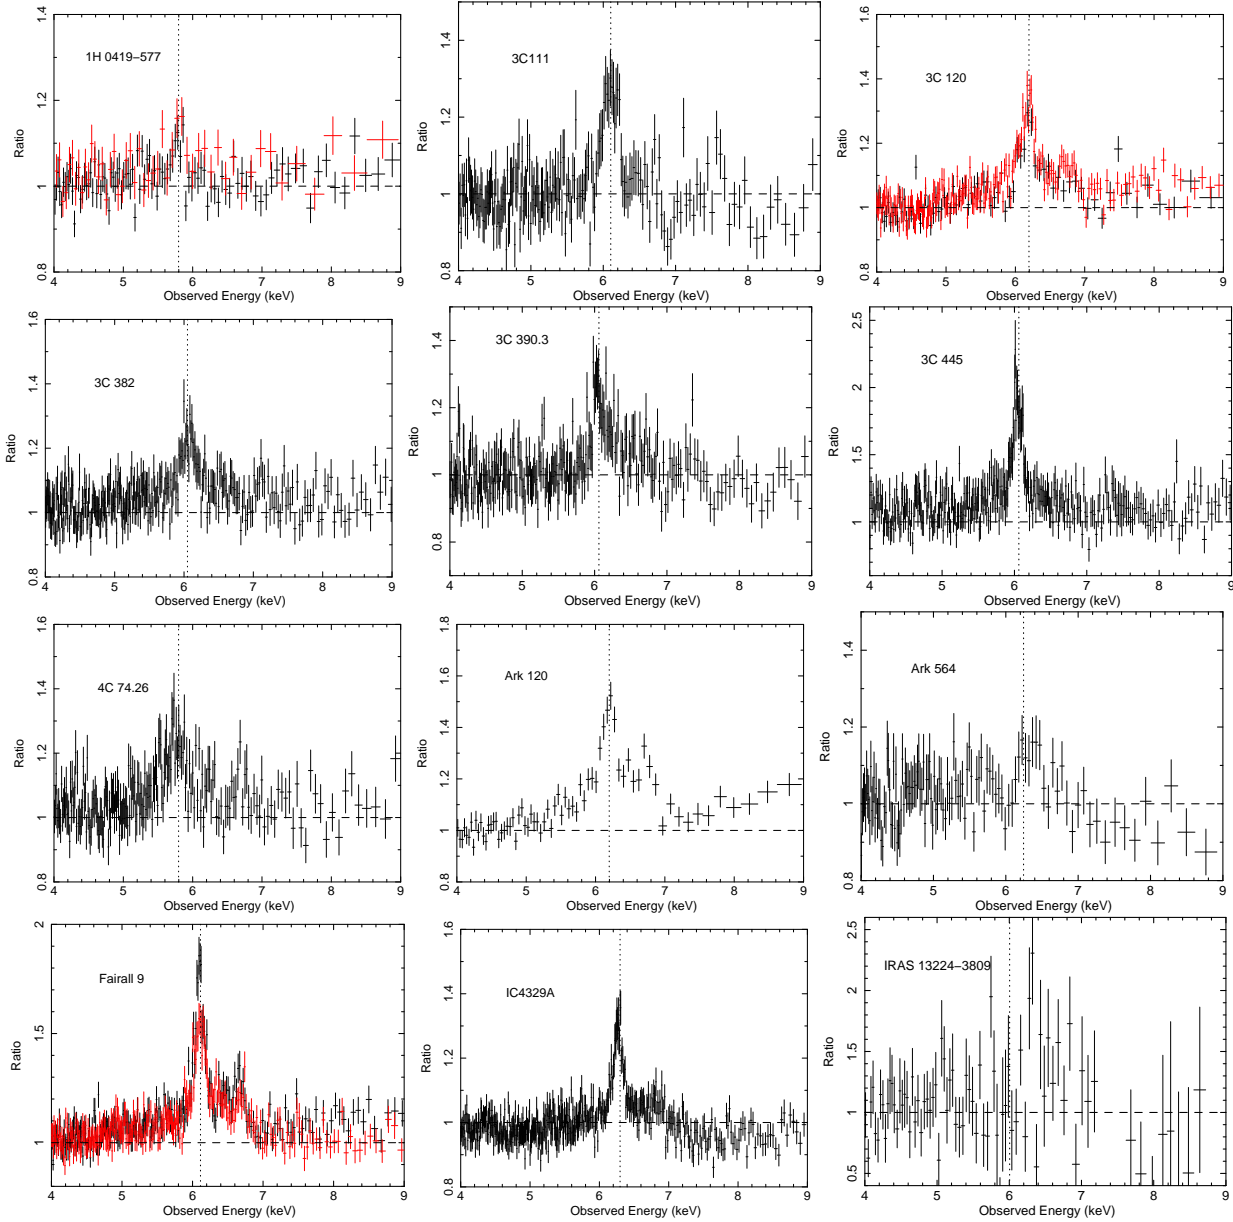 1H 0419−577
Ratio
0.8 1 1.2 1.4
4 5 6 7 8 9
Observed Energy (keV)
3C111
Ratio
0.8 1 1.2 1.4
4 5 6 7 8 9
Observed Energy (keV)
3C 120
Ratio
0.8 1 1.2 1.4 1.6
4 5 6 7 8 9
Observed Energy (keV)
3C 382
Ratio
0.8 1 1.2 1.4 1.6
4 5 6 7 8 9
Observed Energy (keV)
3C 390.3
Ratio
0.8 1 1.2 1.4
4 5 6 7 8 9
Observed Energy (keV)
3C 445
Ratio
1 1.5 2 2.5
4 5 6 7 8 9
Observed Energy (keV)
4C 74.26
Ratio
0.8 1 1.2 1.4 1.6
4 5 6 7 8 9
Observed Energy (keV)
Ark 120
Ratio
0.8 1 1.2 1.4 1.6 1.8
4 5 6 7 8 9
Observed Energy (keV)
Ark 564
Ratio
0.8 1 1.2 1.4
4 5 6 7 8 9
Observed Energy (keV)
Fairall 9
Ratio
1 1.5 2
4 5 6 7 8 9
Observed Energy (keV)
IC4329A
Ratio
0.8 1 1.2 1.4 1.6
4 5 6 7 8 9
Observed Energy (keV)
IRAS 13224−3809
Ratio
0.5 1 1.5 2 2.5
4 5 6 7 8 9
Observed Energy (keV)